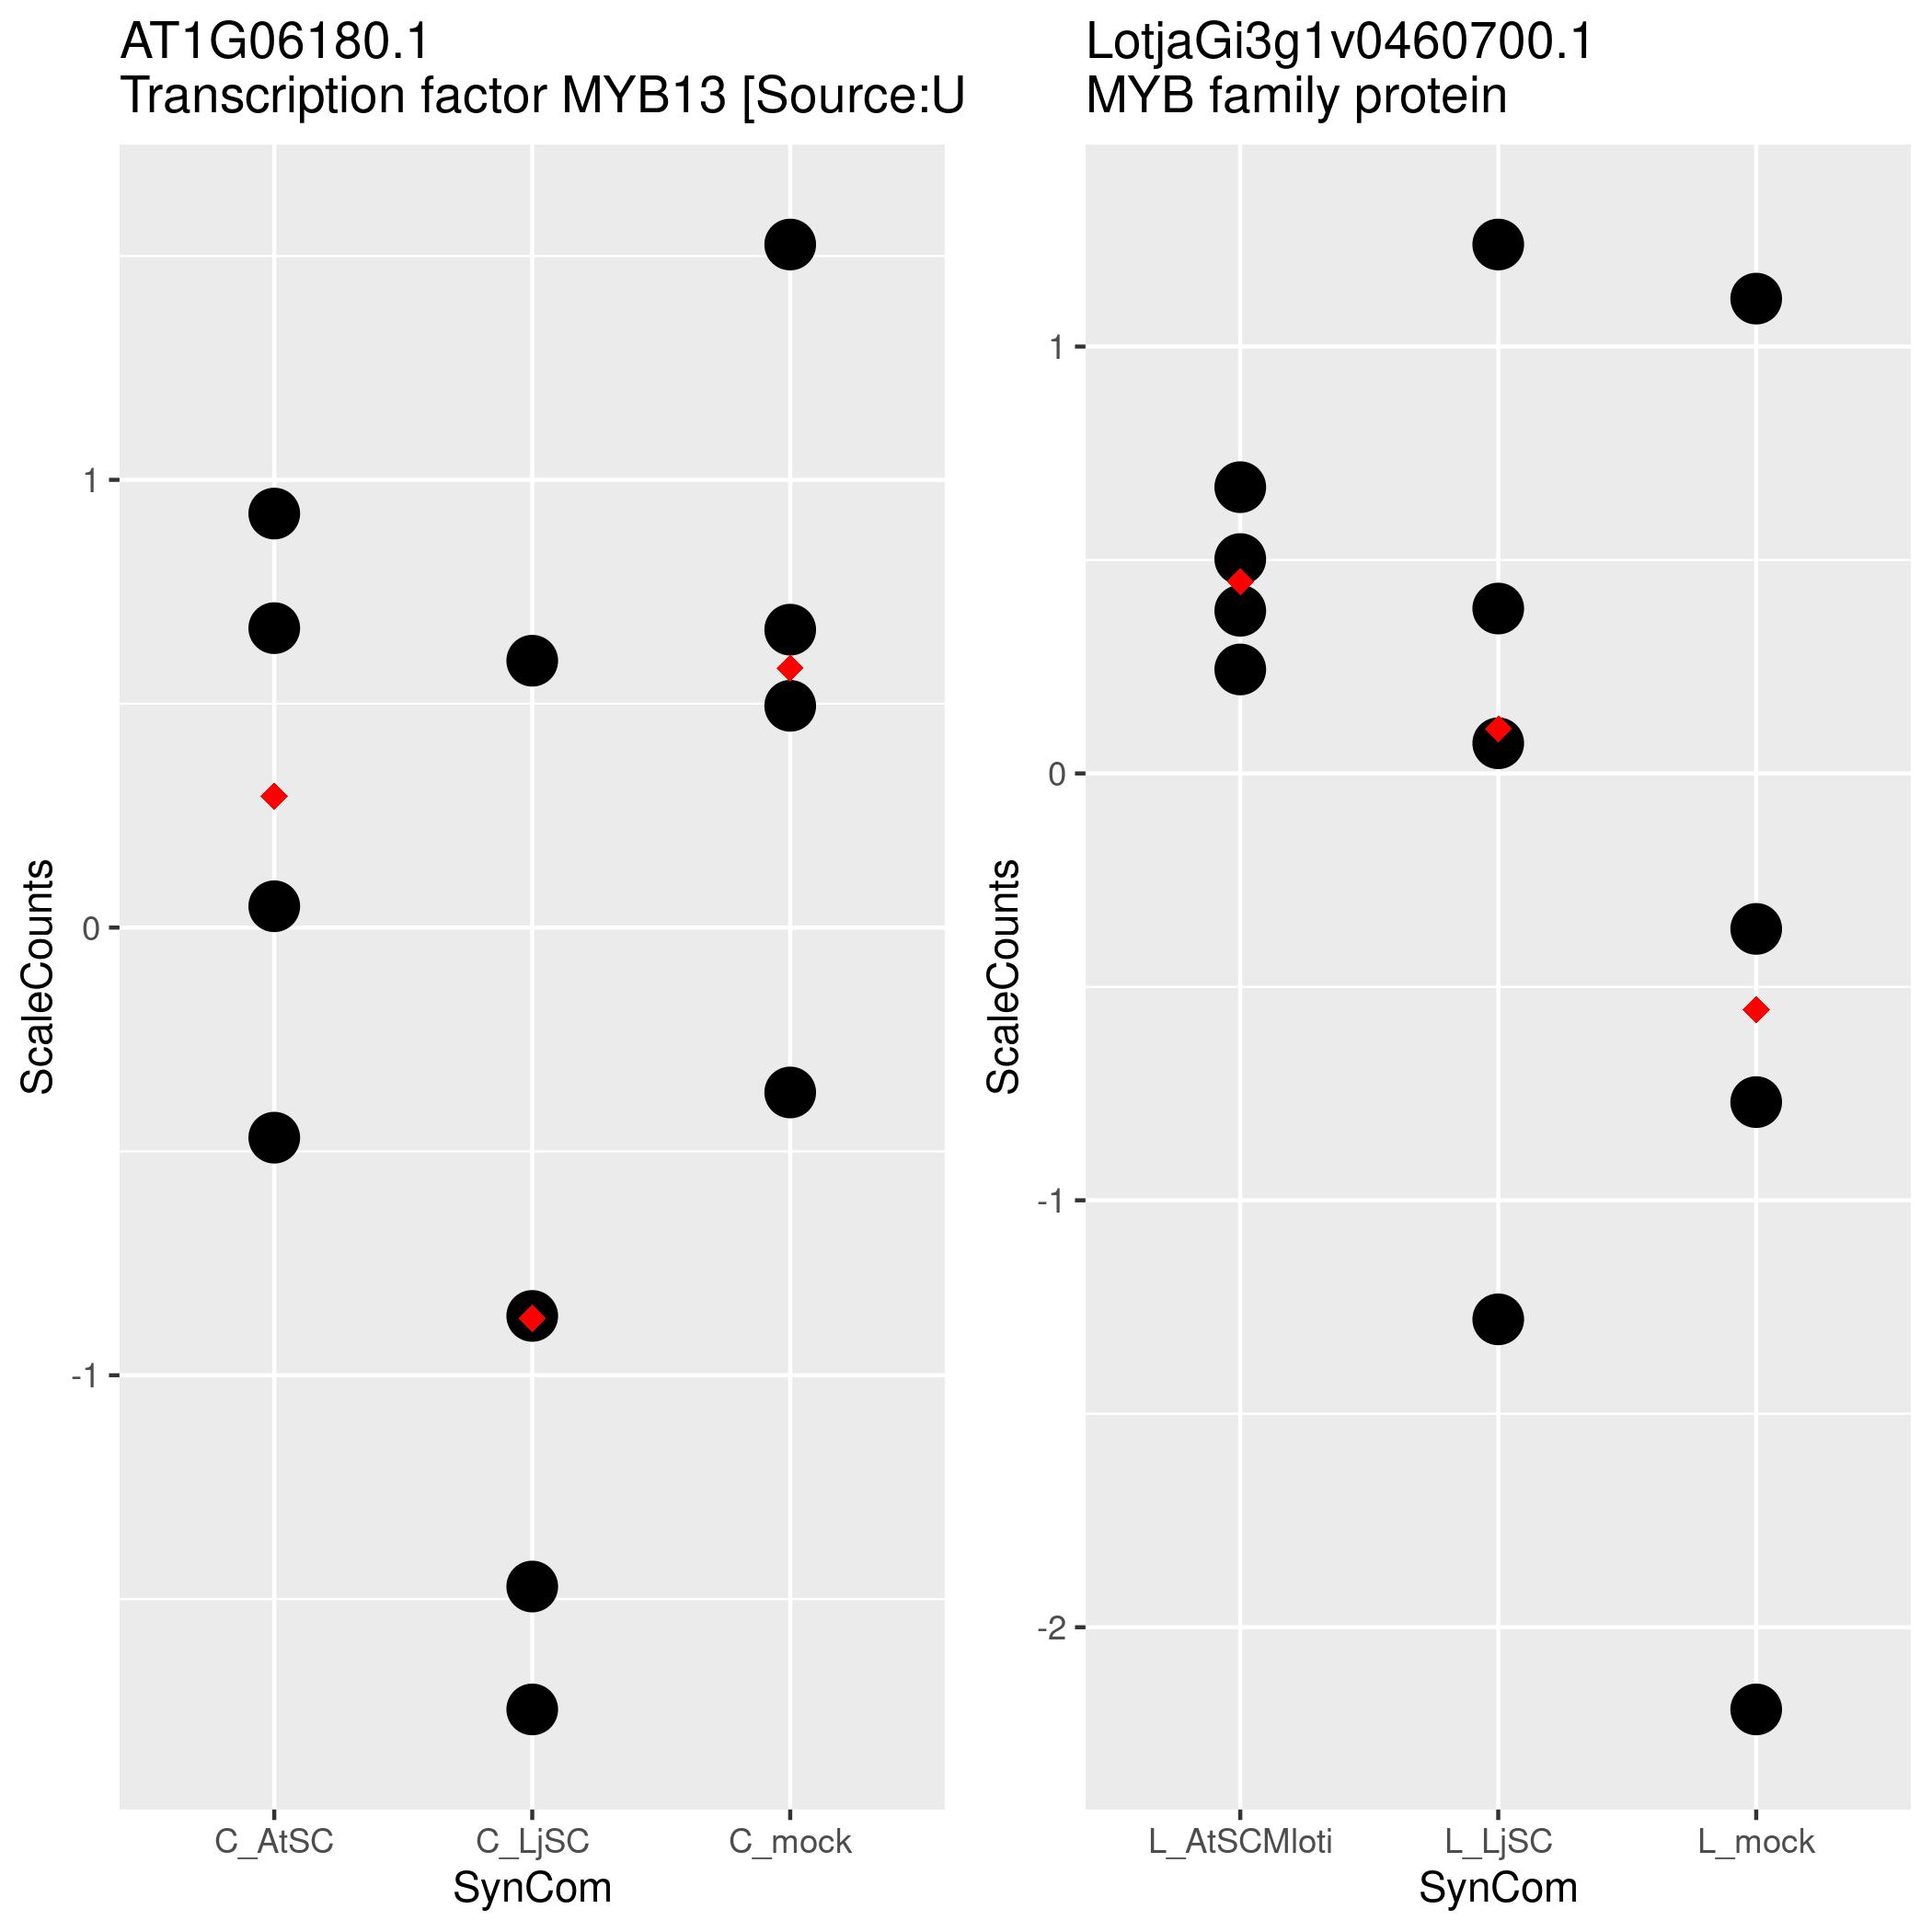 AT1G06180.1
Transcription factor MYB13 [Source:U
ScaleCounts
1
0
-1
C_AtSC
C_LjSC
C_mock
SynCom
LotjaGi3g1v0460700.1
MYB family protein
ScaleCounts
1
0
-1
-2
L_AtSCMloti
L_LjSC
L_mock
SynCom